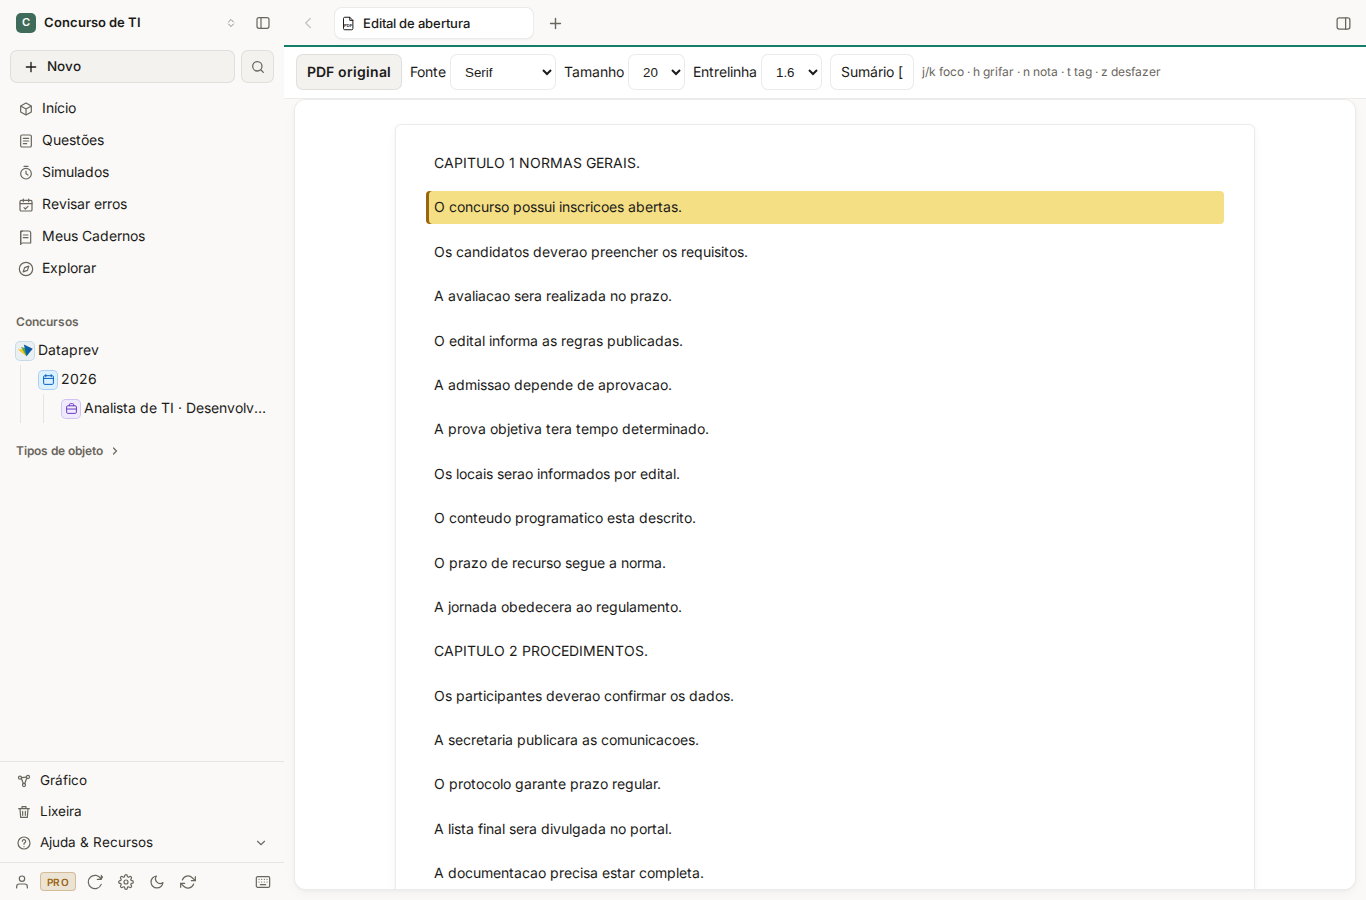 C Concurso de TI
Edital de abertura
Novo
PDF original Fonte Serif Tamanho 20 Entrelinha 1.6 Sumário [ j/k foco · h grifar · n nota · t tag · z desfazer
Início
Questões
Simulados
Revisar erros
Meus Cadernos
Explorar
Concursos
Dataprev
2026
Analista de TI · Desenvolv...
Tipos de objeto
Gráfico
Lixeira
Ajuda & Recursos
PRO
CAPITULO 1 NORMAS GERAIS.
O concurso possui inscricoes abertas.
Os candidatos deverao preencher os requisitos.
A avaliacao sera realizada no prazo.
O edital informa as regras publicadas.
A admissao depende de aprovacao.
A prova objetiva tera tempo determinado.
Os locais serao informados por edital.
O conteudo programatico esta descrito.
O prazo de recurso segue a norma.
A jornada obedecera ao regulamento.
CAPITULO 2 PROCEDIMENTOS.
Os participantes deverao confirmar os dados.
A secretaria publicara as comunicacoes.
O protocolo garante prazo regular.
A lista final sera divulgada no portal.
A documentacao precisa estar completa.